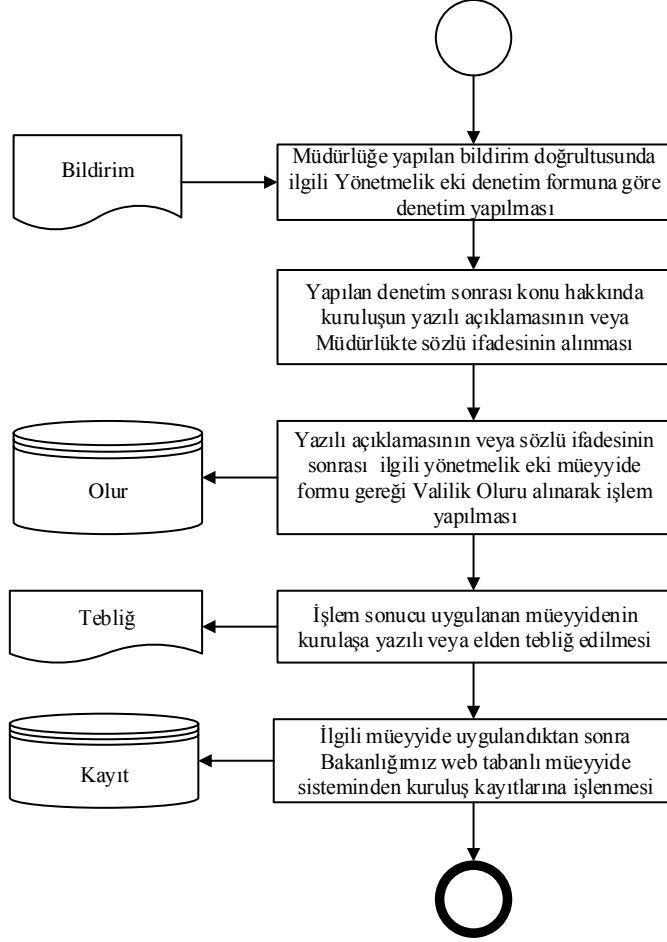 Bildirim
Müdürlüğe yapılan bildirim doğrultusunda
ilgili Yönetmelik eki denetim formuna göre
denetim yapılması
Yapılan denetim sonrası konu hakkında
kuruluşun yazılı açıklamasının veya
Müdürlükte sözlü ifadesinin alınması
Olur
Yazılı açıklamasının veya sözlü ifadesinin
sonrası ilgili yönetmelik eki müeyyide
formu gereği Valilik Oluru alınarak işlem
yapılması
Tebliğ
İşlem sonucu uygulanan müeyyidenin
kurulaşa yazılı veya elden tebliğ edilmesi
Kayıt
İlgili müeyyide uygulandıktan sonra
Bakanlığımız web tabanlı müeyyide
sisteminden kuruluş kayıtlarına işlenmesi